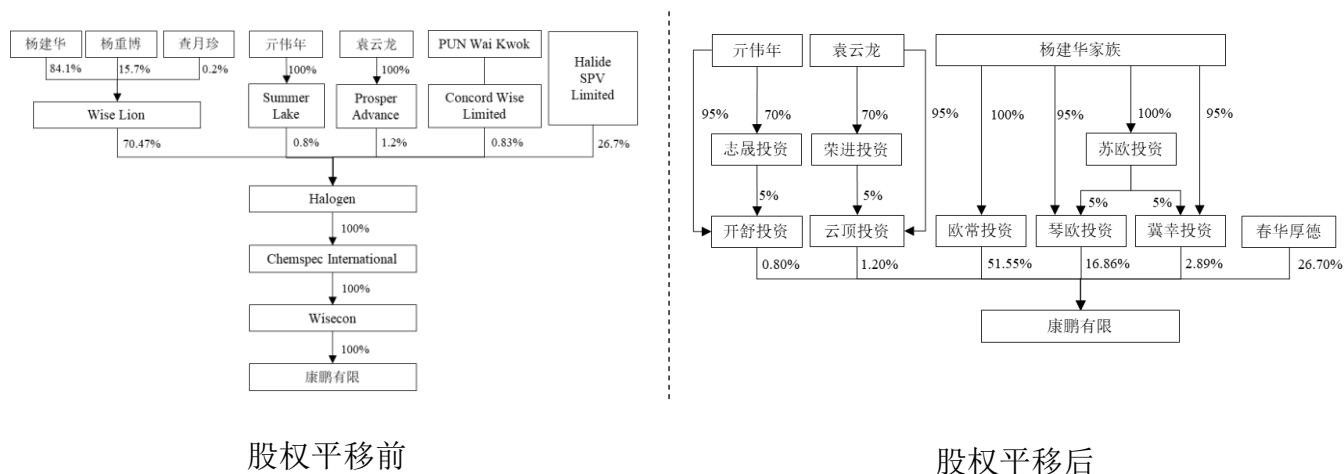 杨建华 杨重博 查月珍 亓伟年 袁云龙 PUN Wai Kwok
Halide
SPV
Limited
84.1% 15.7% 0.2% 100% 100%
Wise Lion
Summer
Lake
Prosper
Advance
Concord Wise
Limited
70.47% 0.8% 1.2% 0.83% 26.7%
Halogen
100%
Chemspec International
100%
Wisecon
100%
康鹏有限
股权平移前
亓伟年 袁云龙 杨建华家族
95% 70% 70% 95% 100% 95% 100% 95%
志晟投资 荣进投资 苏欧投资
5% 5% 5% 5%
开舒投资 云顶投资 欧常投资 琴欧投资 冀幸投资 春华厚德
0.80% 1.20% 51.55% 16.86% 2.89% 26.70%
康鹏有限
股权平移后